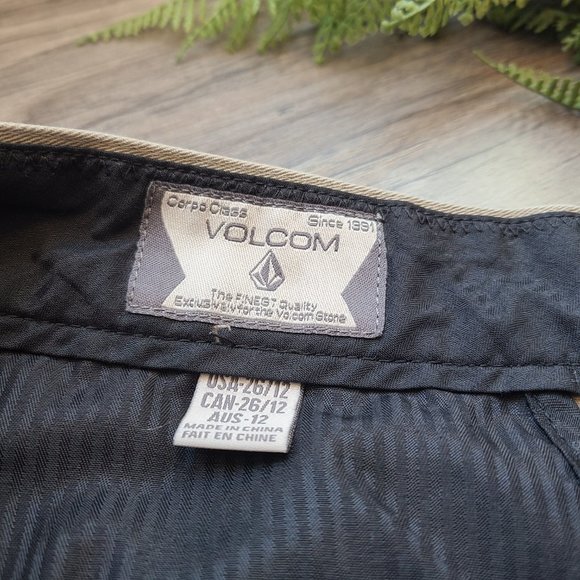 Corpo Class
Since 1991
VOLCOM
The FINEST Quality
Exclusively for the Volcom Stone
USA-26/12
CAN-26/12
AUS-12
MADE IN CHINA
FAIT EN CHINE